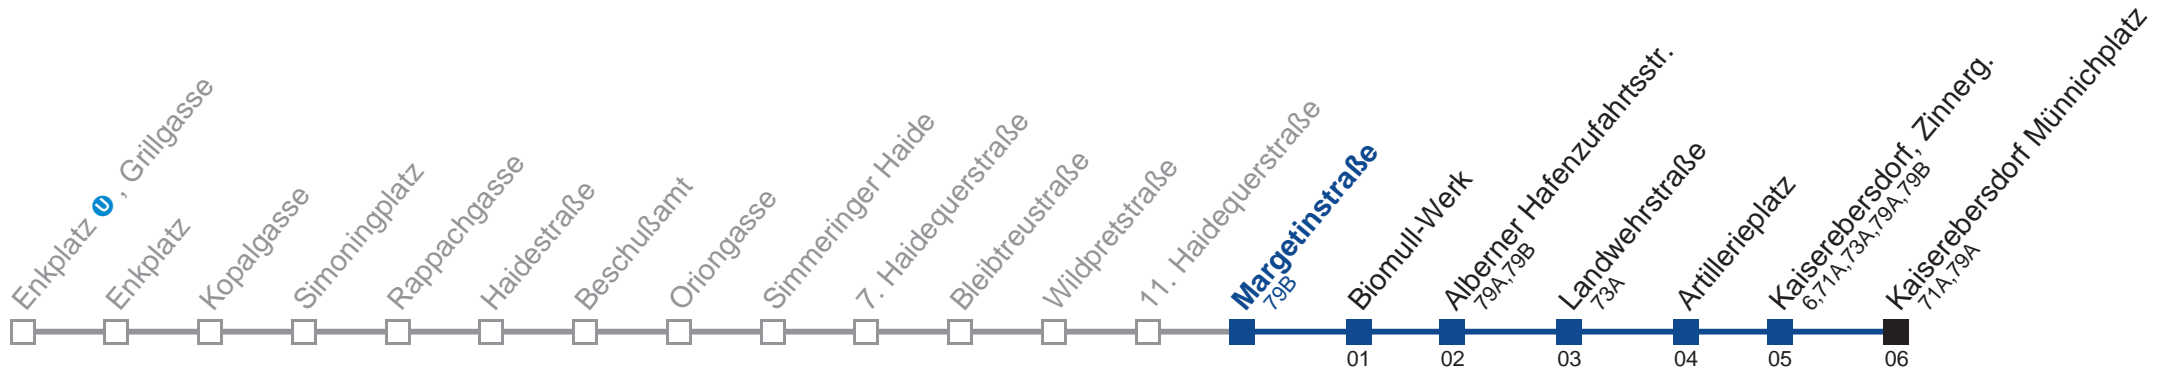 Enkplatz U , Grillgasse
Enkplatz
Kopalgasse
Simoningplatz
Rappachgasse
Haidestraße
Beschußamt
Oriongasse
Simmeringer Haide
7. Haidequerstraße
Bleibtreustraße
Wildpretstraße
11. Haidequerstraße
Margetinstraße
79B
Biomull-Werk
01
Alberner Hafenzufahrtsstr.
79A,79B
02
Landwehrstraße
73A
03
Artillerieplatz
04
Kaiserebersdorf, Zinnerg.
6,71A,73A,79A,79B
05
Kaiserebersdorf Münnichplatz
71A,79A
06